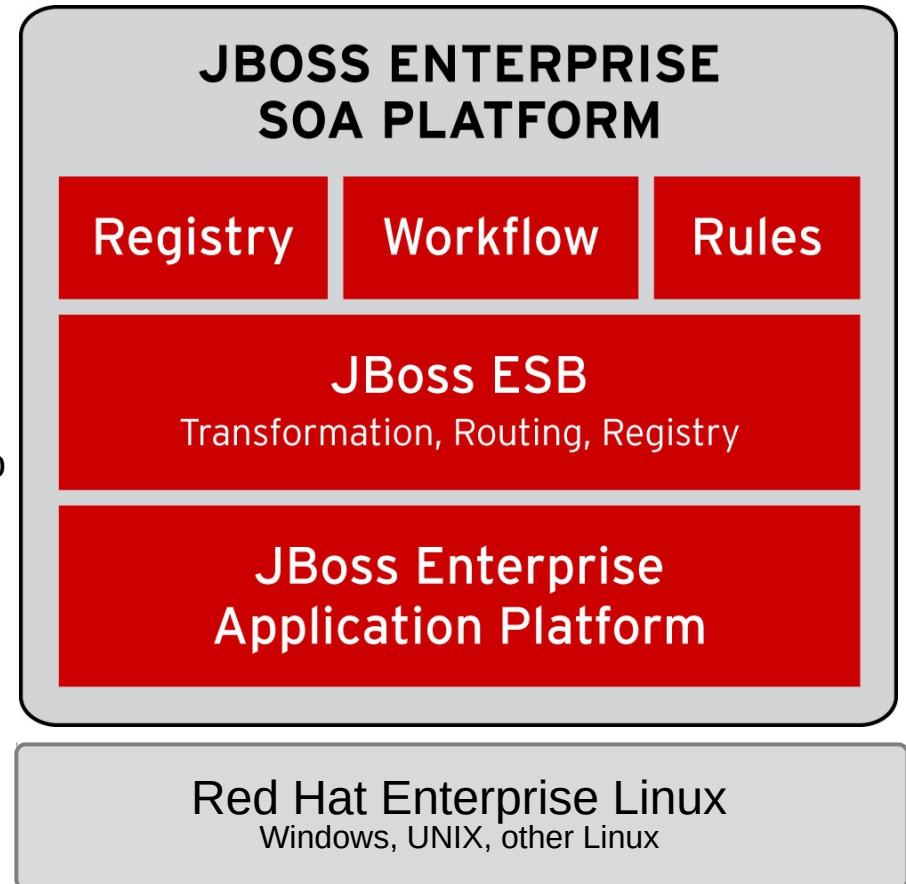 JBOSS ENTERPRISE
SOA PLATFORM
Registry Workflow Rules
JBoss ESB
Transformation, Routing, Registry
JBoss Enterprise
Application Platform
Red Hat Enterprise Linux
Windows, UNIX, other Linux